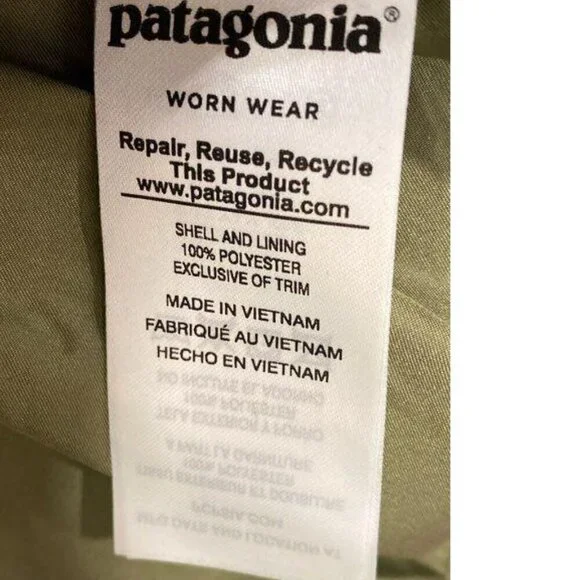 patagonia®
WORN WEAR
Repair, Reuse, Recycle
This Product
www.patagonia.com
SHELL AND LINING
100% POLYESTER
EXCLUSIVE OF TRIM
MADE IN VIETNAM
FABRIQUÉ AU VIETNAM
HECHO EN VIETNAM